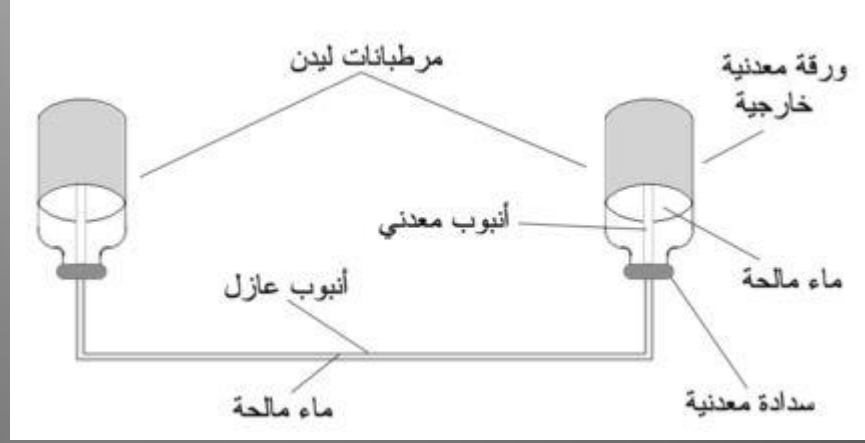 مرطبانات ليدن
ورقة معدنية
خارجية
أنبوب معدني
ماء مالحة
أنبوب عازل
ماء مالحة
سدادة معدنية